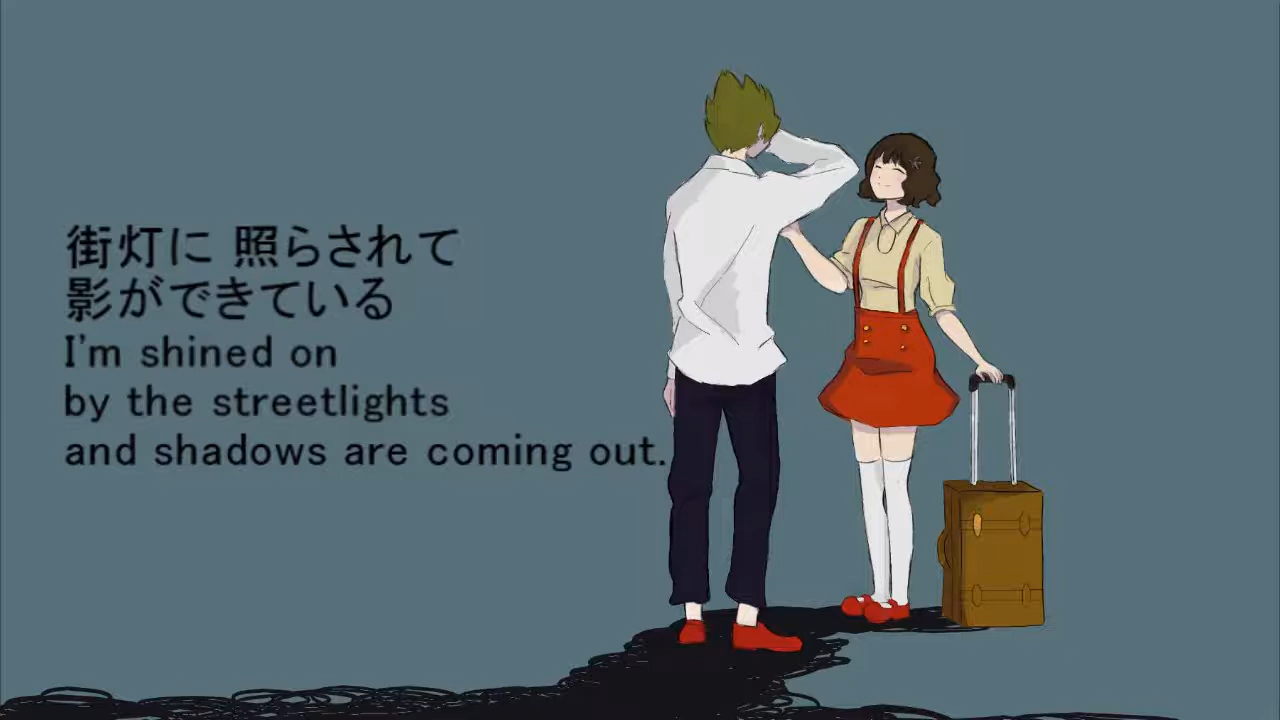 街灯に 照らされて
影ができている
I'm shined on
by the streetlights
and shadows are coming out.